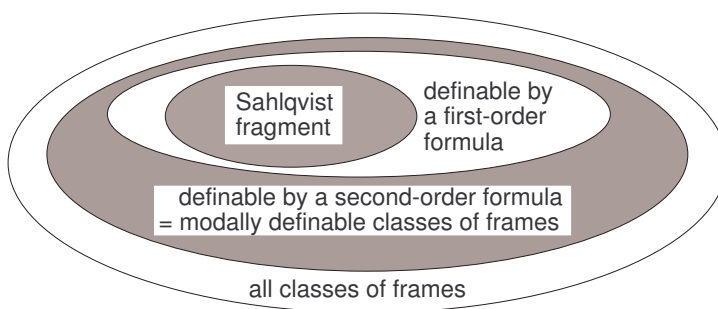 Sahlqvist
fragment
definable by
a first-order
formula
definable by a second-order formula
= modally definable classes of frames
all classes of frames